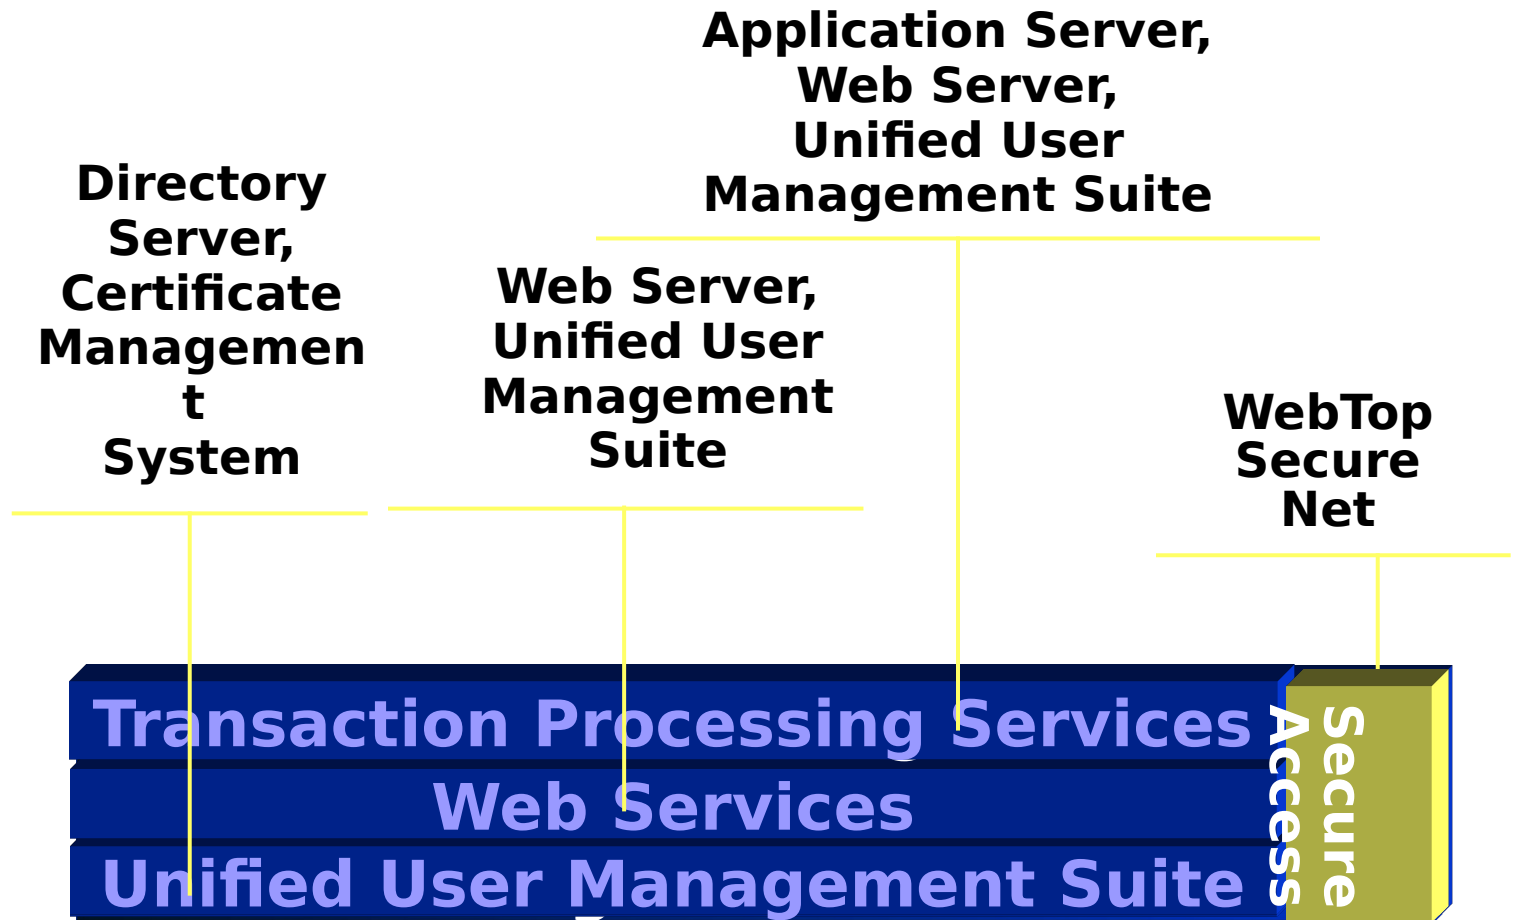 Application Server,
Web Server,
Unified User
Management Suite
Directory
Server,
Certificate
Managemen
t
System
Web Server,
Unified User
Management
Suite
WebTop
Secure
Net
Transaction Processing Services
Web Services
Unified User Management Suite
Secure
Access